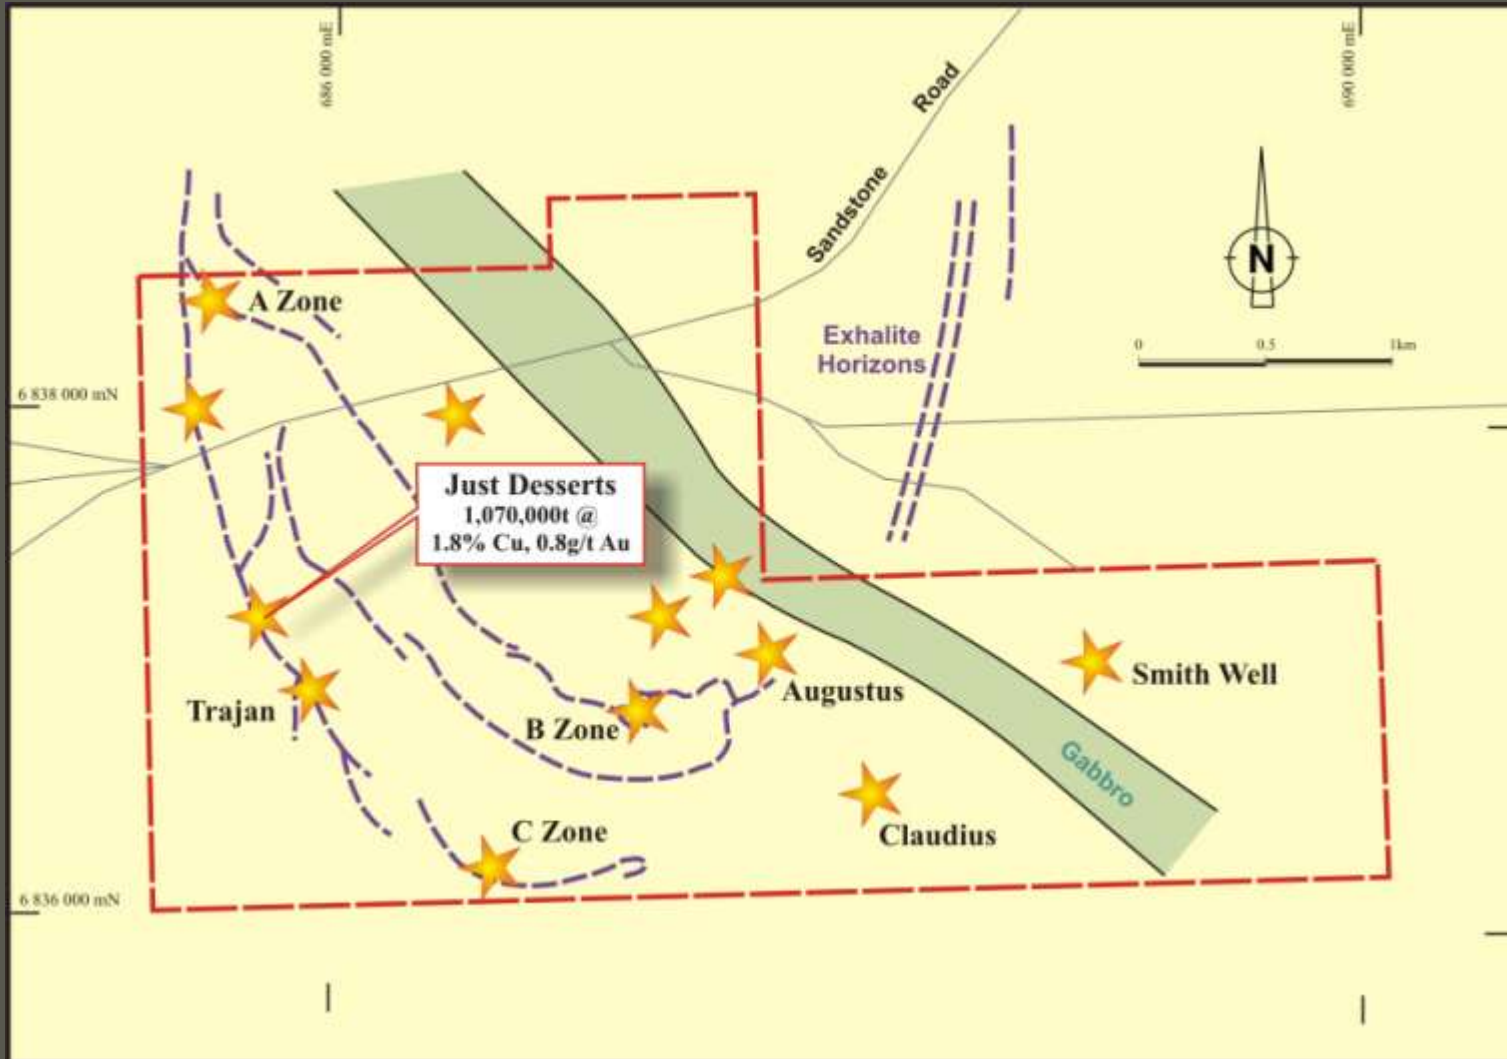 686 000 mE
690 000 mE
Sandstone Road
Exhalite
Horizons
N
0 0.5 1km
6 838 000 mN
A Zone
Just Desserts
1,070,000t @
1.8% Cu, 0.8g/t Au
Trajan
B Zone
Augustus
Smith Well
Gabbro
C Zone
Claudius
6 836 000 mN